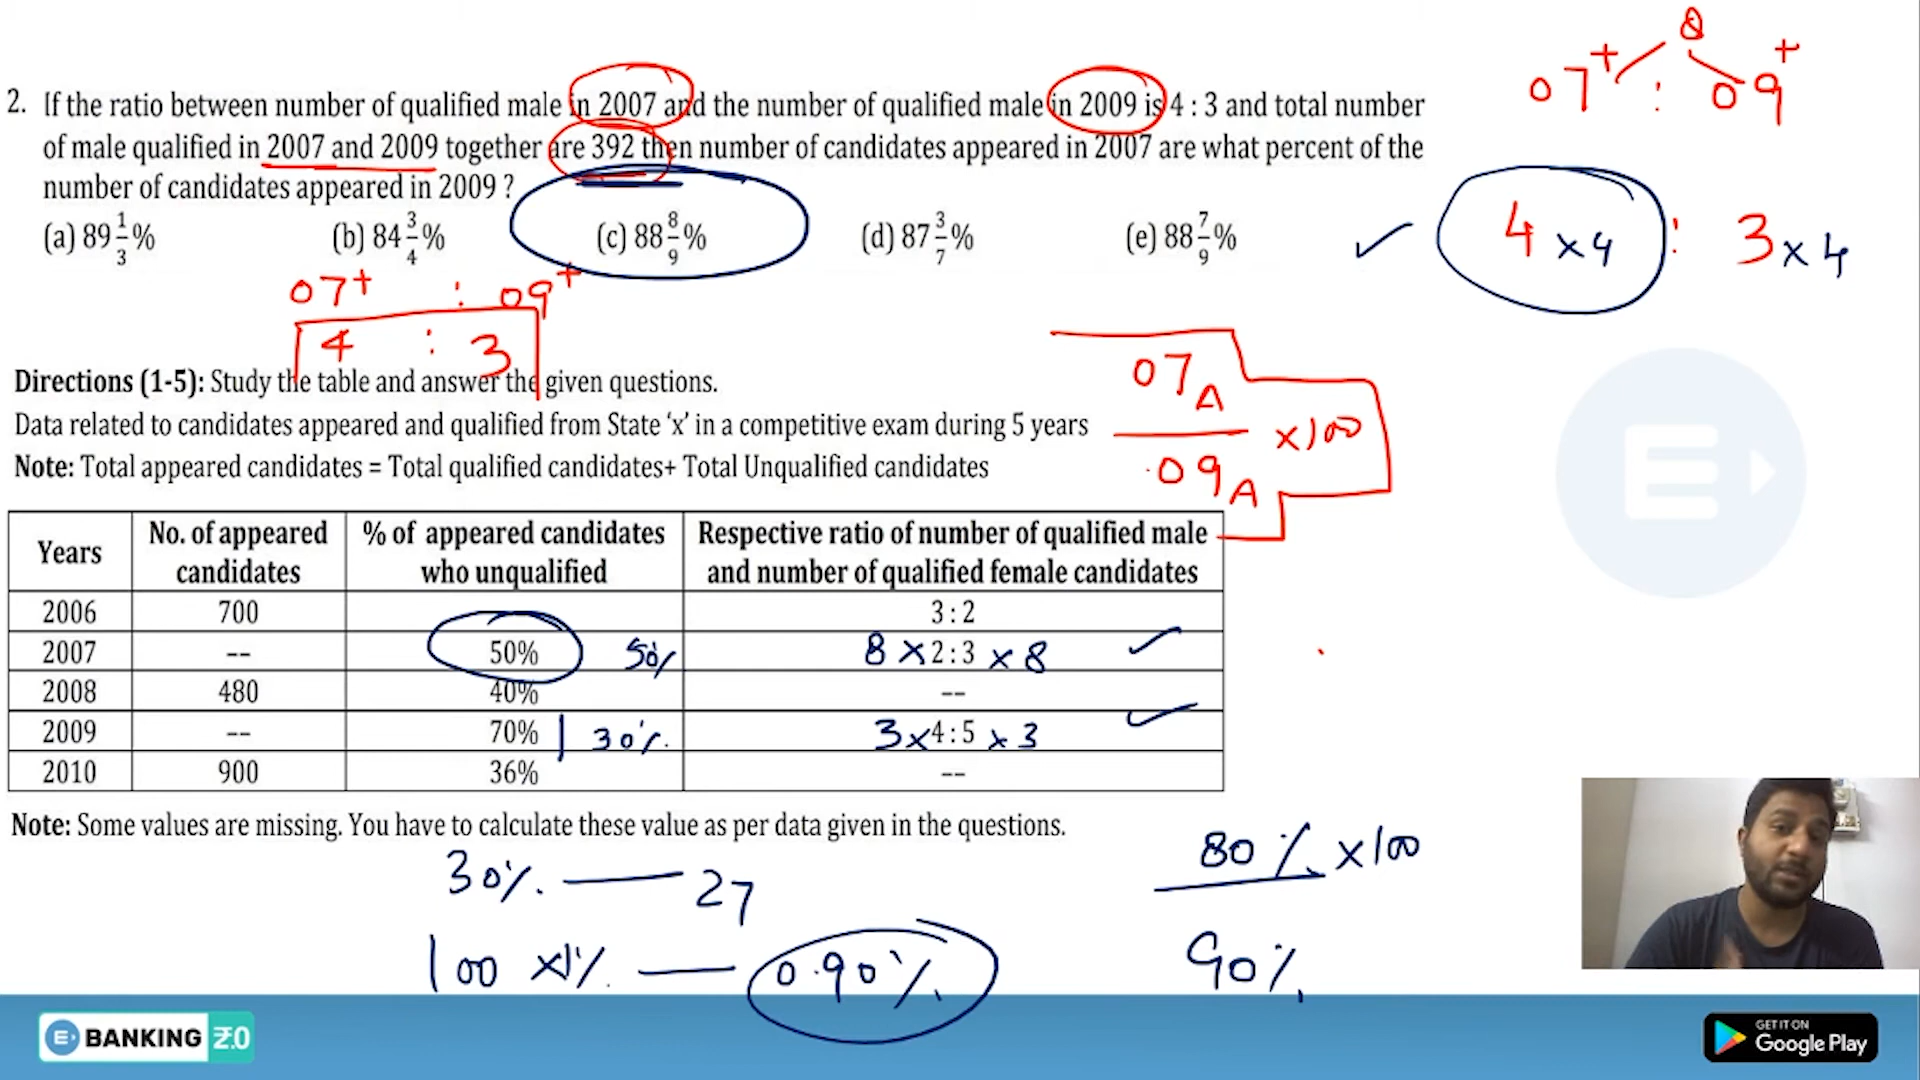 2. If the ratio between number of qualified male in 2007 and the number of qualified male in 2009 is 4 : 3 and total number
of male qualified in 2007 and 2009 together are 392 then number of candidates appeared in 2007 are what percent of the
number of candidates appeared in 2009 ?
(a) 89 1/3 % (b) 84 3/4 % (c) 88 8/9 % (d) 87 3/7 % (e) 88 7/9 %
Q
07+ : 09+
4 x 4 : 3 x 4
07+ : 09+
4 : 3
07A
09A
x100
Directions (1-5): Study the table and answer the given questions.
Data related to candidates appeared and qualified from State ‘x’ in a competitive exam during 5 years
Note: Total appeared candidates = Total qualified candidates+ Total Unqualified candidates
Years No. of appeared candidates % of appeared candidates who unqualified Respective ratio of number of qualified male and number of qualified female candidates
2006 700 3 : 2
2007 -- 50% 50% 8 x 2 : 3 x 8
2008 480 40% --
2009 -- 70% 30% 3 x 4 : 5 x 3
2010 900 36% --
Note: Some values are missing. You have to calculate these value as per data given in the questions.
30% — 27
100 x 1% — 0.90%
80% x100
90%
E BANKING ₹.0
GET IT ON
Google Play